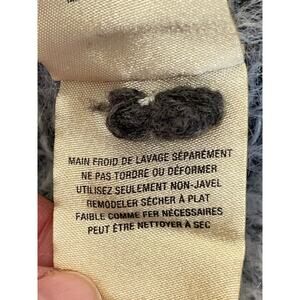 MAIN FROID DE LAVAGE SÉPARÉMENT
NE PAS TORDRE OU DÉFORMER
UTILISEZ SEULEMENT NON-JAVEL
REMODELER SÉCHER À PLAT
FAIBLE COMME FER NÉCESSAIRES
PEUT ÊTRE NETTOYER À SEC